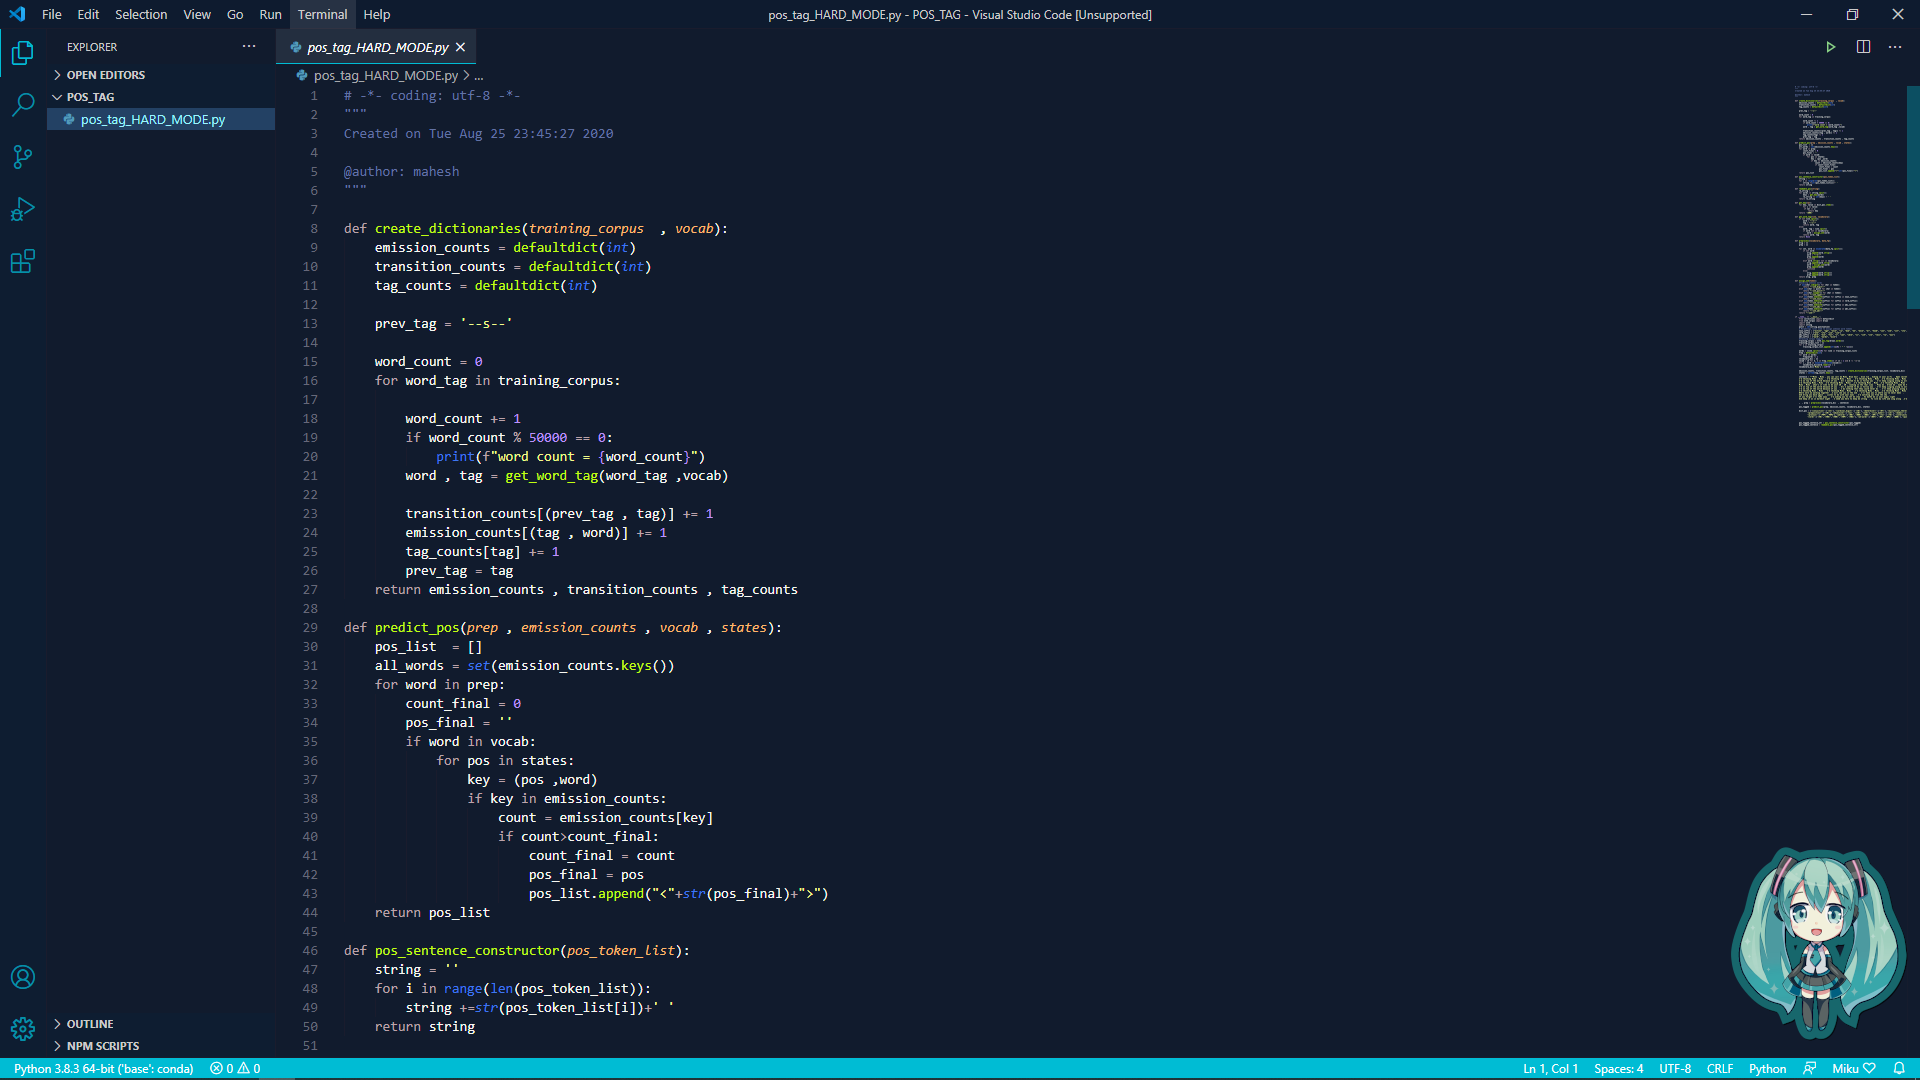 File Edit Selection View Go Run Terminal Help
pos_tag_HARD_MODE.py - POS_TAG - Visual Studio Code [Unsupported]
EXPLORER
OPEN EDITORS
POS_TAG
pos_tag_HARD_MODE.py
OUTLINE
NPM SCRIPTS
pos_tag_HARD_MODE.py
pos_tag_HARD_MODE.py > ...
1 # -*- coding: utf-8 -*-
2 """
3 Created on Tue Aug 25 23:45:27 2020
4
5 @author: mahesh
6 """
7
8 def create_dictionaries(training_corpus  , vocab):
9     emission_counts = defaultdict(int)
10     transition_counts = defaultdict(int)
11     tag_counts = defaultdict(int)
12
13     prev_tag = '--s--'
14
15     word_count = 0
16     for word_tag in training_corpus:
17
18         word_count += 1
19         if word_count % 50000 == 0:
20             print(f"word count = {word_count}")
21         word , tag = get_word_tag(word_tag ,vocab)
22
23         transition_counts[(prev_tag , tag)] += 1
24         emission_counts[(tag , word)] += 1
25         tag_counts[tag] += 1
26         prev_tag = tag
27     return emission_counts , transition_counts , tag_counts
28
29 def predict_pos(prep , emission_counts , vocab , states):
30     pos_list  = []
31     all_words = set(emission_counts.keys())
32     for word in prep:
33         count_final = 0
34         pos_final = ''
35         if word in vocab:
36             for pos in states:
37                 key = (pos ,word)
38                 if key in emission_counts:
39                     count = emission_counts[key]
40                     if count>count_final:
41                         count_final = count
42                         pos_final = pos
43                         pos_list.append("<"+str(pos_final)+">")
44     return pos_list
45
46 def pos_sentence_constructor(pos_token_list):
47     string = ''
48     for i in range(len(pos_token_list)):
49         string +=str(pos_token_list[i])+' '
50     return string
51
Python 3.8.3 64-bit ('base': conda) 0 0 Ln 1, Col 1 Spaces: 4 UTF-8 CRLF Python Miku ♡